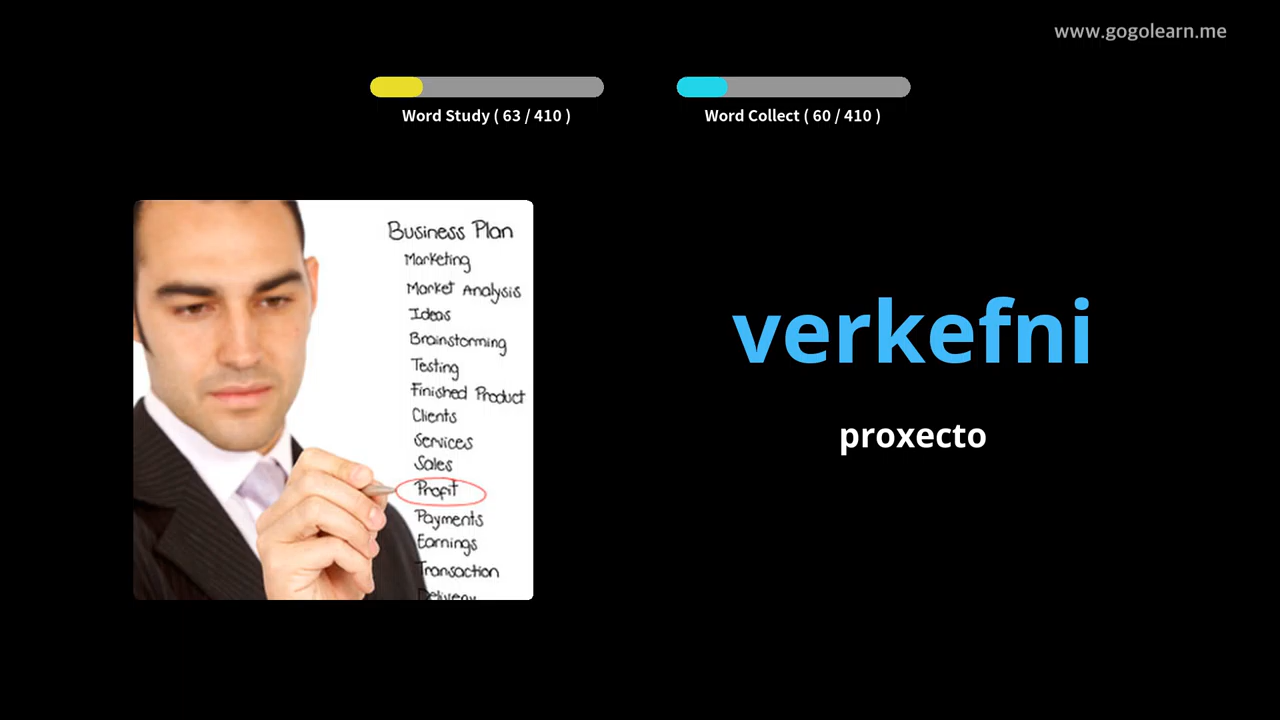 www.gogolearn.me
Word Study ( 63 / 410 )
Word Collect ( 60 / 410 )
Business Plan
Marketing
Market Analysis
Ideas
Brainstorming
Testing
Finished Product
Clients
Services
Sales
Profit
Payments
Earnings
Transaction
Delivery
verkefni
proxecto